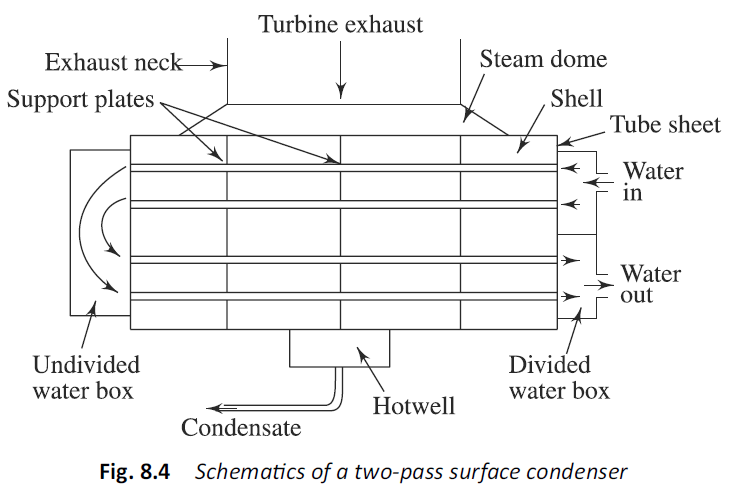 Turbine exhaust
Exhaust neck
Steam dome
Support plates
Shell
Tube sheet
Water
in
Water
out
Undivided
water box
Divided
water box
Hotwell
Condensate
Fig. 8.4 Schematics of a two-pass surface condenser